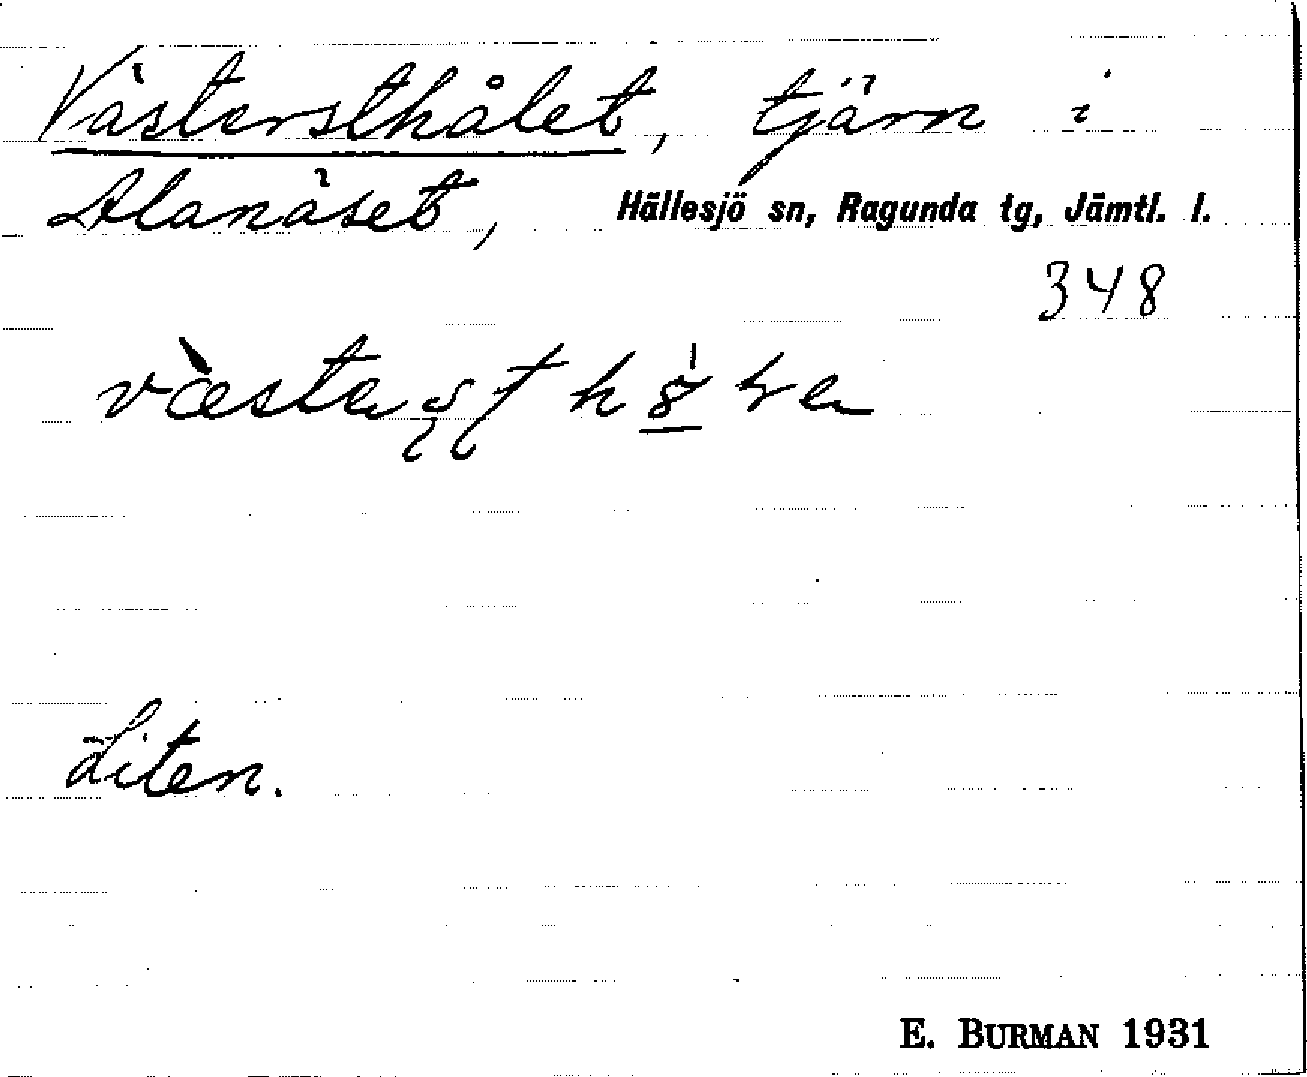 Västersthålet, tjärn i
Alanäset, Hällesjö sn, Ragunda tg, Jämtl. l.
348
Liten.
E. BURMAN 1931